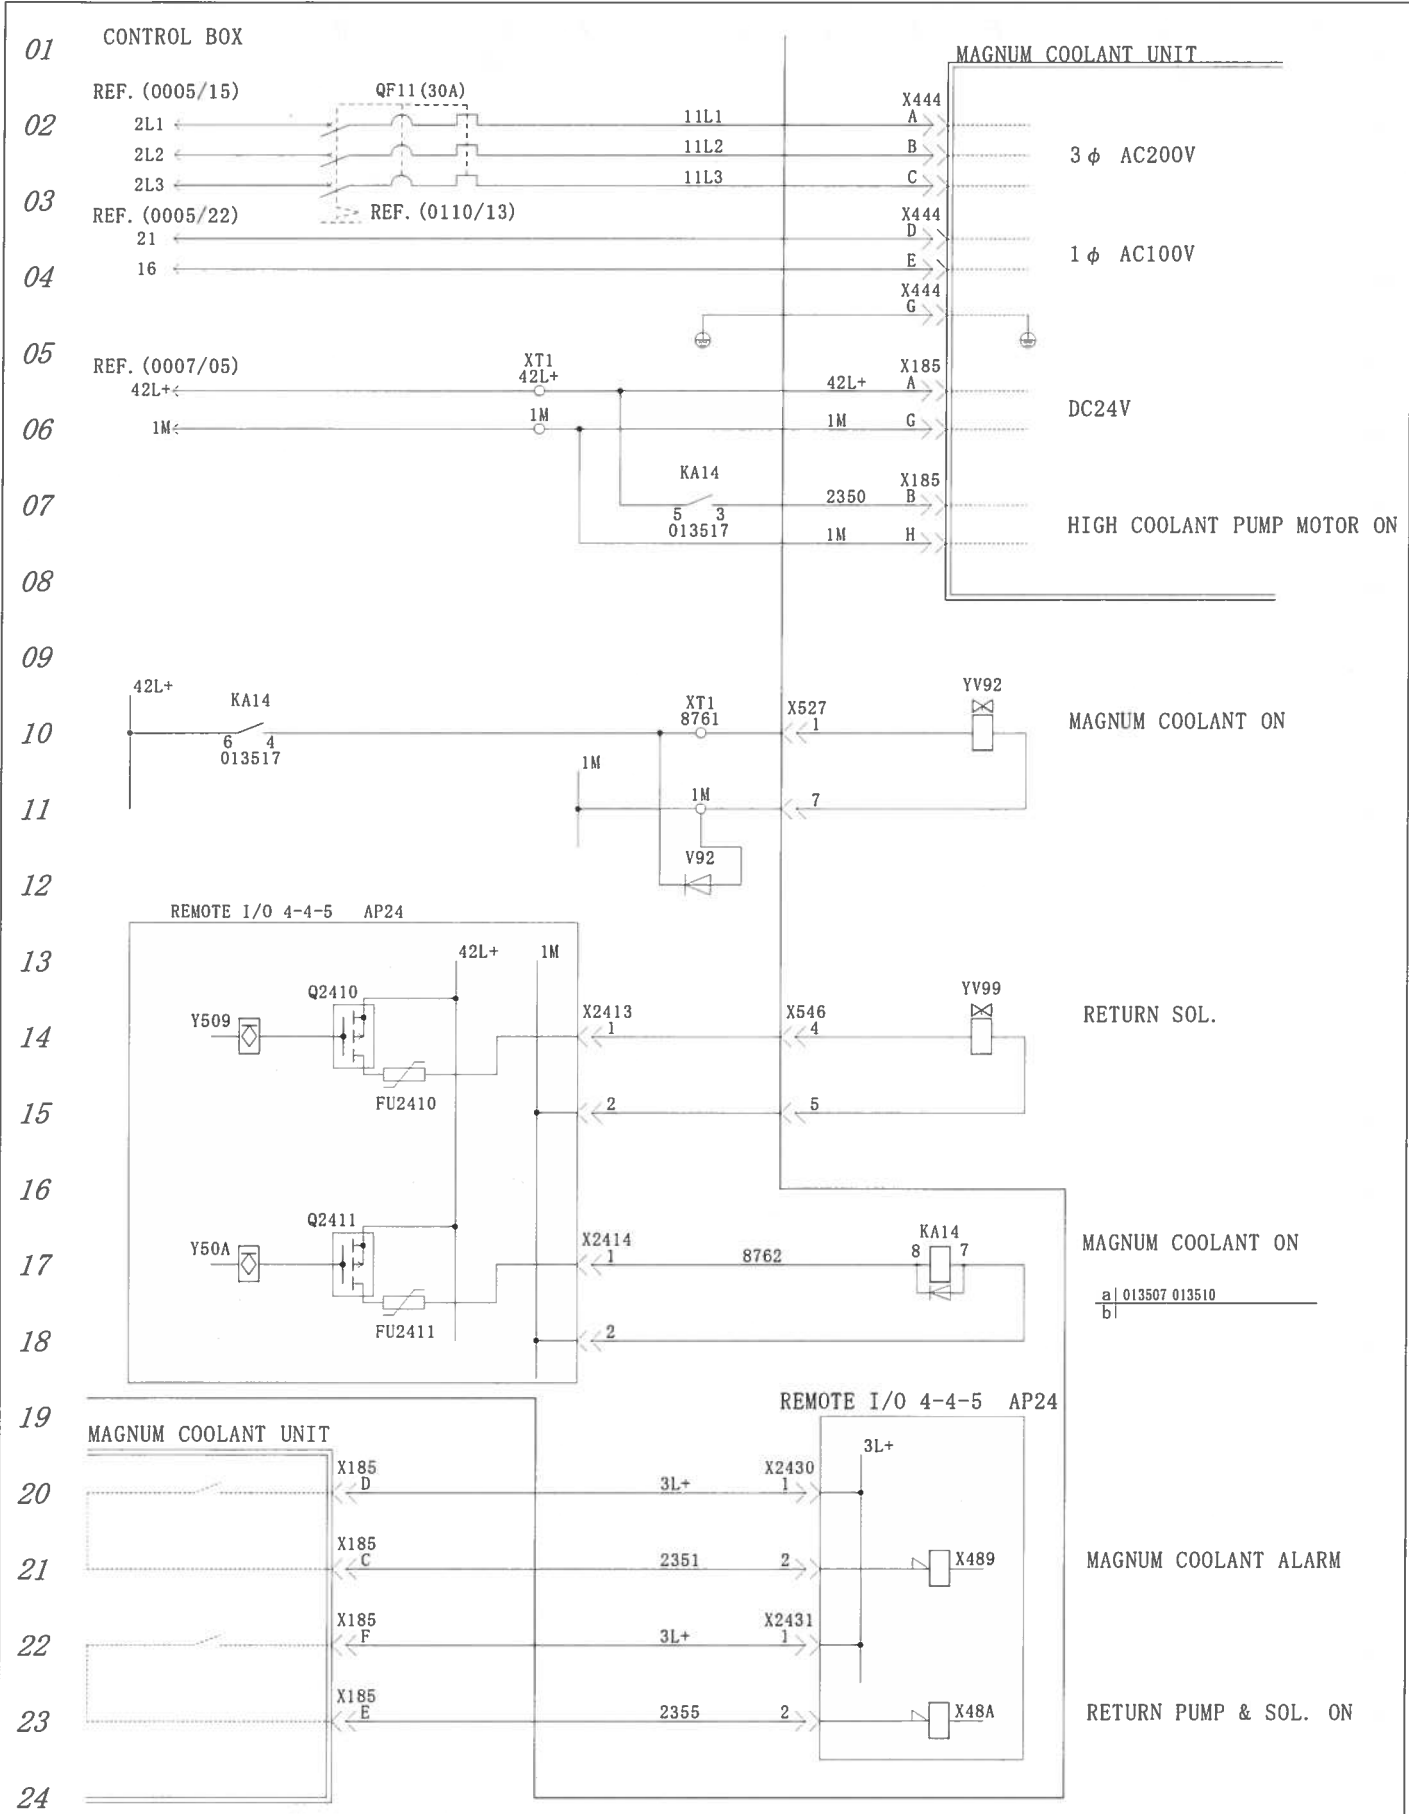 01
CONTROL BOX
MAGNUM COOLANT UNIT
REF. (0005/15)
QF11(30A)
X444
02
2L1
11L1
A
2L2
11L2
B
3ϕ AC200V
2L3
11L3
C
03
REF. (0005/22)
REF. (0110/13)
X444
21
D
16
E
1ϕ AC100V
04
X444
G
05
REF. (0007/05)
XT1
X185
42L+
42L+
42L+
A
DC24V
06
1M
1M
1M
G
KA14
X185
07
2350
B
5 3
013517
HIGH COOLANT PUMP MOTOR ON
1M
H
08
09
42L+
KA14
XT1
X527
YV92
10
8761
1
MAGNUM COOLANT ON
6 4
013517
1M
11
1M
7
V92
12
REMOTE I/O 4-4-5 AP24
13
42L+
1M
Q2410
X2413
X546
YV99
14
Y509
1
4
RETURN SOL.
FU2410
15
2
5
16
Q2411
X2414
KA14
17
Y50A
1
8762
8 7
MAGNUM COOLANT ON
a 013507 013510
b
FU2411
18
2
19
REMOTE I/O 4-4-5 AP24
MAGNUM COOLANT UNIT
3L+
X185
X2430
20
D
3L+
1
X185
21
C
2351
2
X489
MAGNUM COOLANT ALARM
X185
X2431
22
F
3L+
1
X185
23
E
2355
2
X48A
RETURN PUMP & SOL. ON
24